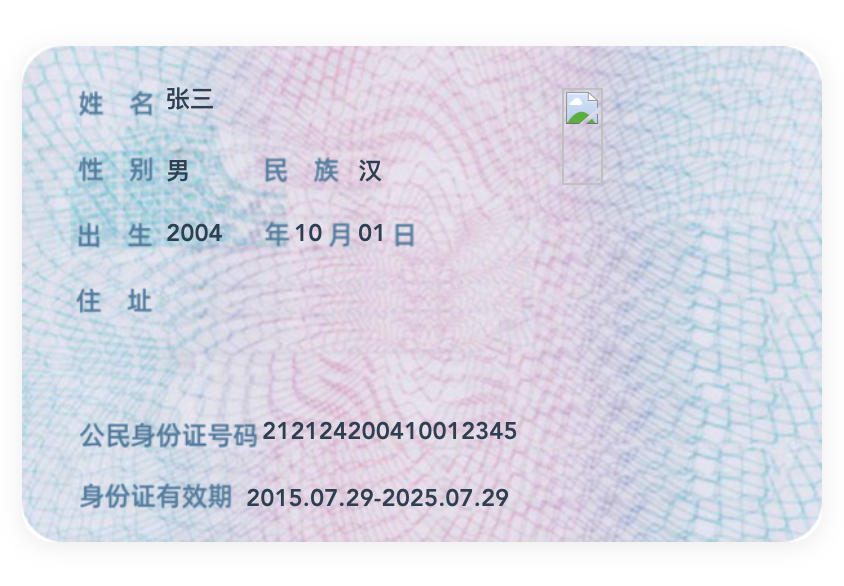 姓 名 张三
性 别 男 民 族 汉
出 生 2004 年 10 月 01 日
住 址
公民身份证号码 212124200410012345
身份证有效期 2015.07.29-2025.07.29